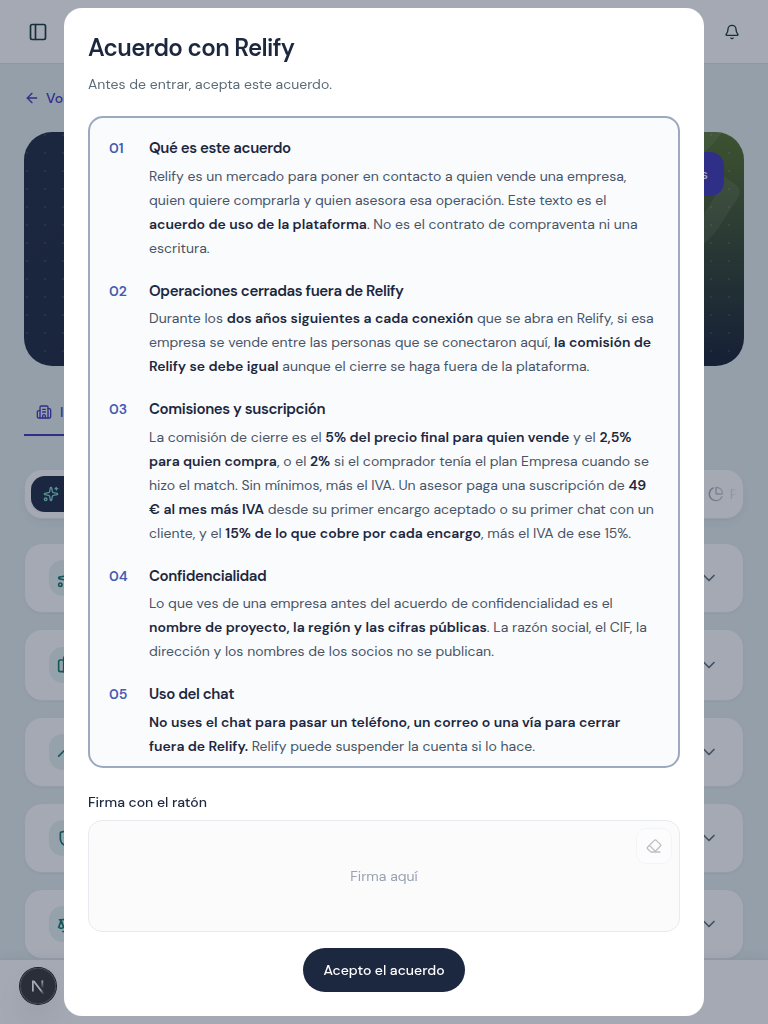 Acuerdo con Relify
Antes de entrar, acepta este acuerdo.
01 Qué es este acuerdo
Relify es un mercado para poner en contacto a quien vende una empresa,
quien quiere comprarla y quien asesora esa operación. Este texto es el
acuerdo de uso de la plataforma. No es el contrato de compraventa ni una
escritura.
02 Operaciones cerradas fuera de Relify
Durante los dos años siguientes a cada conexión que se abra en Relify, si esa
empresa se vende entre las personas que se conectaron aquí, la comisión de
Relify se debe igual aunque el cierre se haga fuera de la plataforma.
03 Comisiones y suscripción
La comisión de cierre es el 5% del precio final para quien vende y el 2,5%
para quien compra, o el 2% si el comprador tenía el plan Empresa cuando se
hizo el match. Sin mínimos, más el IVA. Un asesor paga una suscripción de 49
€ al mes más IVA desde su primer encargo aceptado o su primer chat con un
cliente, y el 15% de lo que cobre por cada encargo, más el IVA de ese 15%.
04 Confidencialidad
Lo que ves de una empresa antes del acuerdo de confidencialidad es el
nombre de proyecto, la región y las cifras públicas. La razón social, el CIF, la
dirección y los nombres de los socios no se publican.
05 Uso del chat
No uses el chat para pasar un teléfono, un correo o una vía para cerrar
fuera de Relify. Relify puede suspender la cuenta si lo hace.
Firma con el ratón
Firma aquí
Acepto el acuerdo